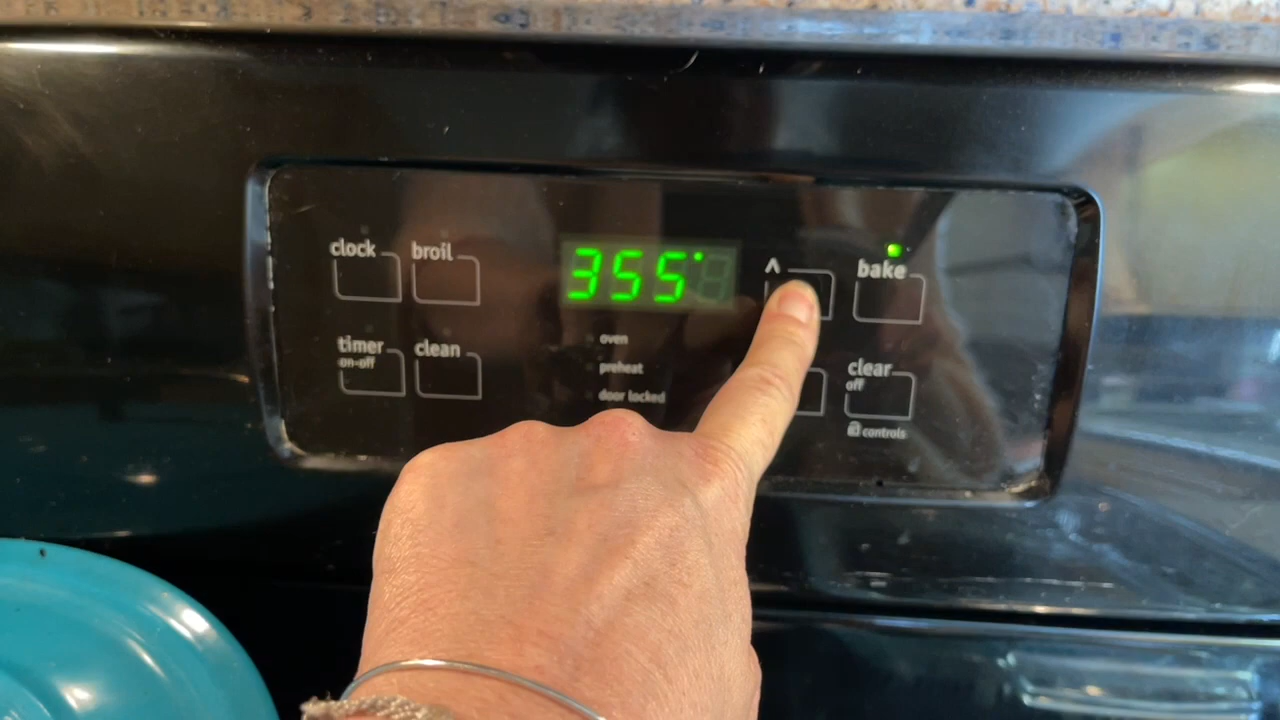 clock
broil
355°
^
bake
timer
on-off
clean
oven
preheat
door locked
clear
off
controls